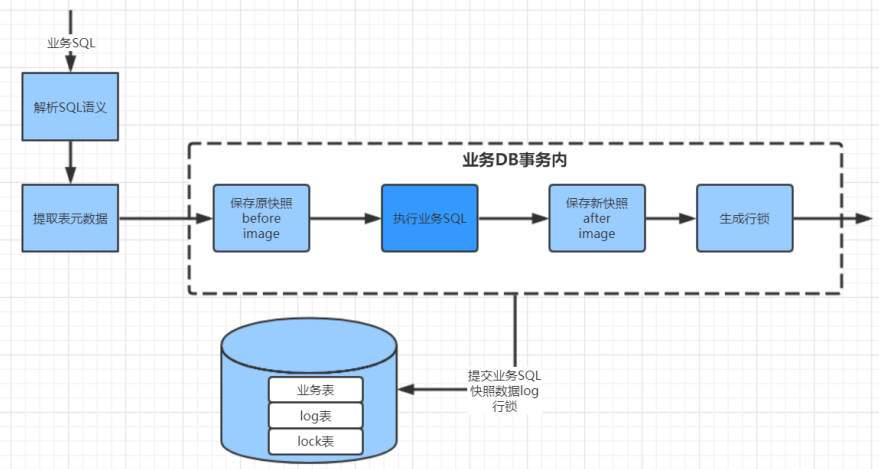 业务SQL
解析SQL语义
提取表元数据
业务DB事务内
保存原快照
before
image
执行业务SQL
保存新快照
after
image
生成行锁
提交业务SQL
快照数据log
行锁
业务表
log表
lock表